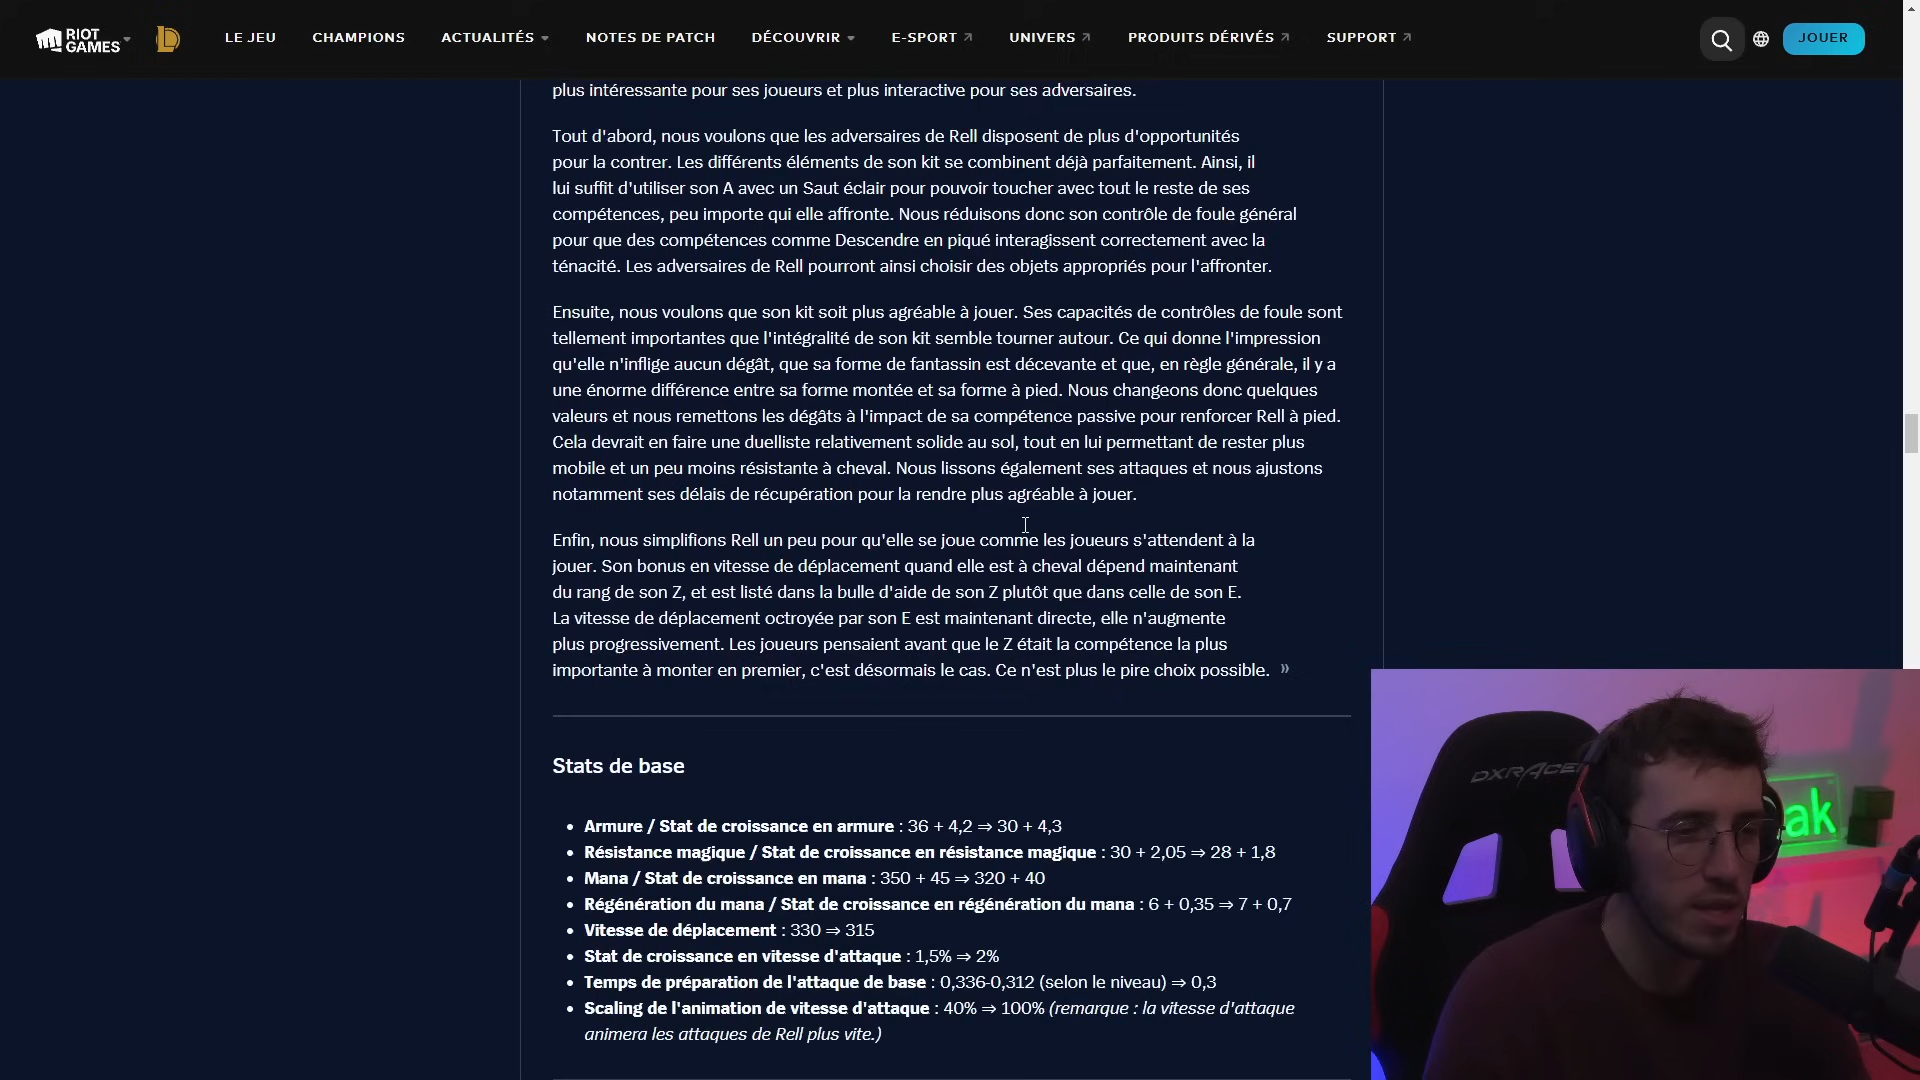 RIOT
GAMES
LE JEU
CHAMPIONS
ACTUALITÉS
NOTES DE PATCH
DÉCOUVRIR
E-SPORT
UNIVERS
PRODUITS DÉRIVÉS
SUPPORT
JOUER
plus intéressante pour ses joueurs et plus interactive pour ses adversaires.
Tout d'abord, nous voulons que les adversaires de Rell disposent de plus d'opportunités
pour la contrer. Les différents éléments de son kit se combinent déjà parfaitement. Ainsi, il
lui suffit d'utiliser son A avec un Saut éclair pour pouvoir toucher avec tout le reste de ses
compétences, peu importe qui elle affronte. Nous réduisons donc son contrôle de foule général
pour que des compétences comme Descendre en piqué interagissent correctement avec la
ténacité. Les adversaires de Rell pourront ainsi choisir des objets appropriés pour l'affronter.
Ensuite, nous voulons que son kit soit plus agréable à jouer. Ses capacités de contrôles de foule sont
tellement importantes que l'intégralité de son kit semble tourner autour. Ce qui donne l'impression
qu'elle n'inflige aucun dégât, que sa forme de fantassin est décevante et que, en règle générale, il y a
une énorme différence entre sa forme montée et sa forme à pied. Nous changeons donc quelques
valeurs et nous remettons les dégâts à l'impact de sa compétence passive pour renforcer Rell à pied.
Cela devrait en faire une duelliste relativement solide au sol, tout en lui permettant de rester plus
mobile et un peu moins résistante à cheval. Nous lissons également ses attaques et nous ajustons
notamment ses délais de récupération pour la rendre plus agréable à jouer.
Enfin, nous simplifions Rell un peu pour qu'elle se joue comme les joueurs s'attendent à la
jouer. Son bonus en vitesse de déplacement quand elle est à cheval dépend maintenant
du rang de son Z, et est listé dans la bulle d'aide de son Z plutôt que dans celle de son E.
La vitesse de déplacement octroyée par son E est maintenant directe, elle n'augmente
plus progressivement. Les joueurs pensaient avant que le Z était la compétence la plus
importante à monter en premier, c'est désormais le cas. Ce n'est plus le pire choix possible. »
Stats de base
• Armure / Stat de croissance en armure : 36 + 4,2 ⇒ 30 + 4,3
• Résistance magique / Stat de croissance en résistance magique : 30 + 2,05 ⇒ 28 + 1,8
• Mana / Stat de croissance en mana : 350 + 45 ⇒ 320 + 40
• Régénération du mana / Stat de croissance en régénération du mana : 6 + 0,35 ⇒ 7 + 0,7
• Vitesse de déplacement : 330 ⇒ 315
• Stat de croissance en vitesse d'attaque : 1,5% ⇒ 2%
• Temps de préparation de l'attaque de base : 0,336-0,312 (selon le niveau) ⇒ 0,3
• Scaling de l'animation de vitesse d'attaque : 40% ⇒ 100% (remarque : la vitesse d'attaque
animera les attaques de Rell plus vite.)
DXRACER
ak